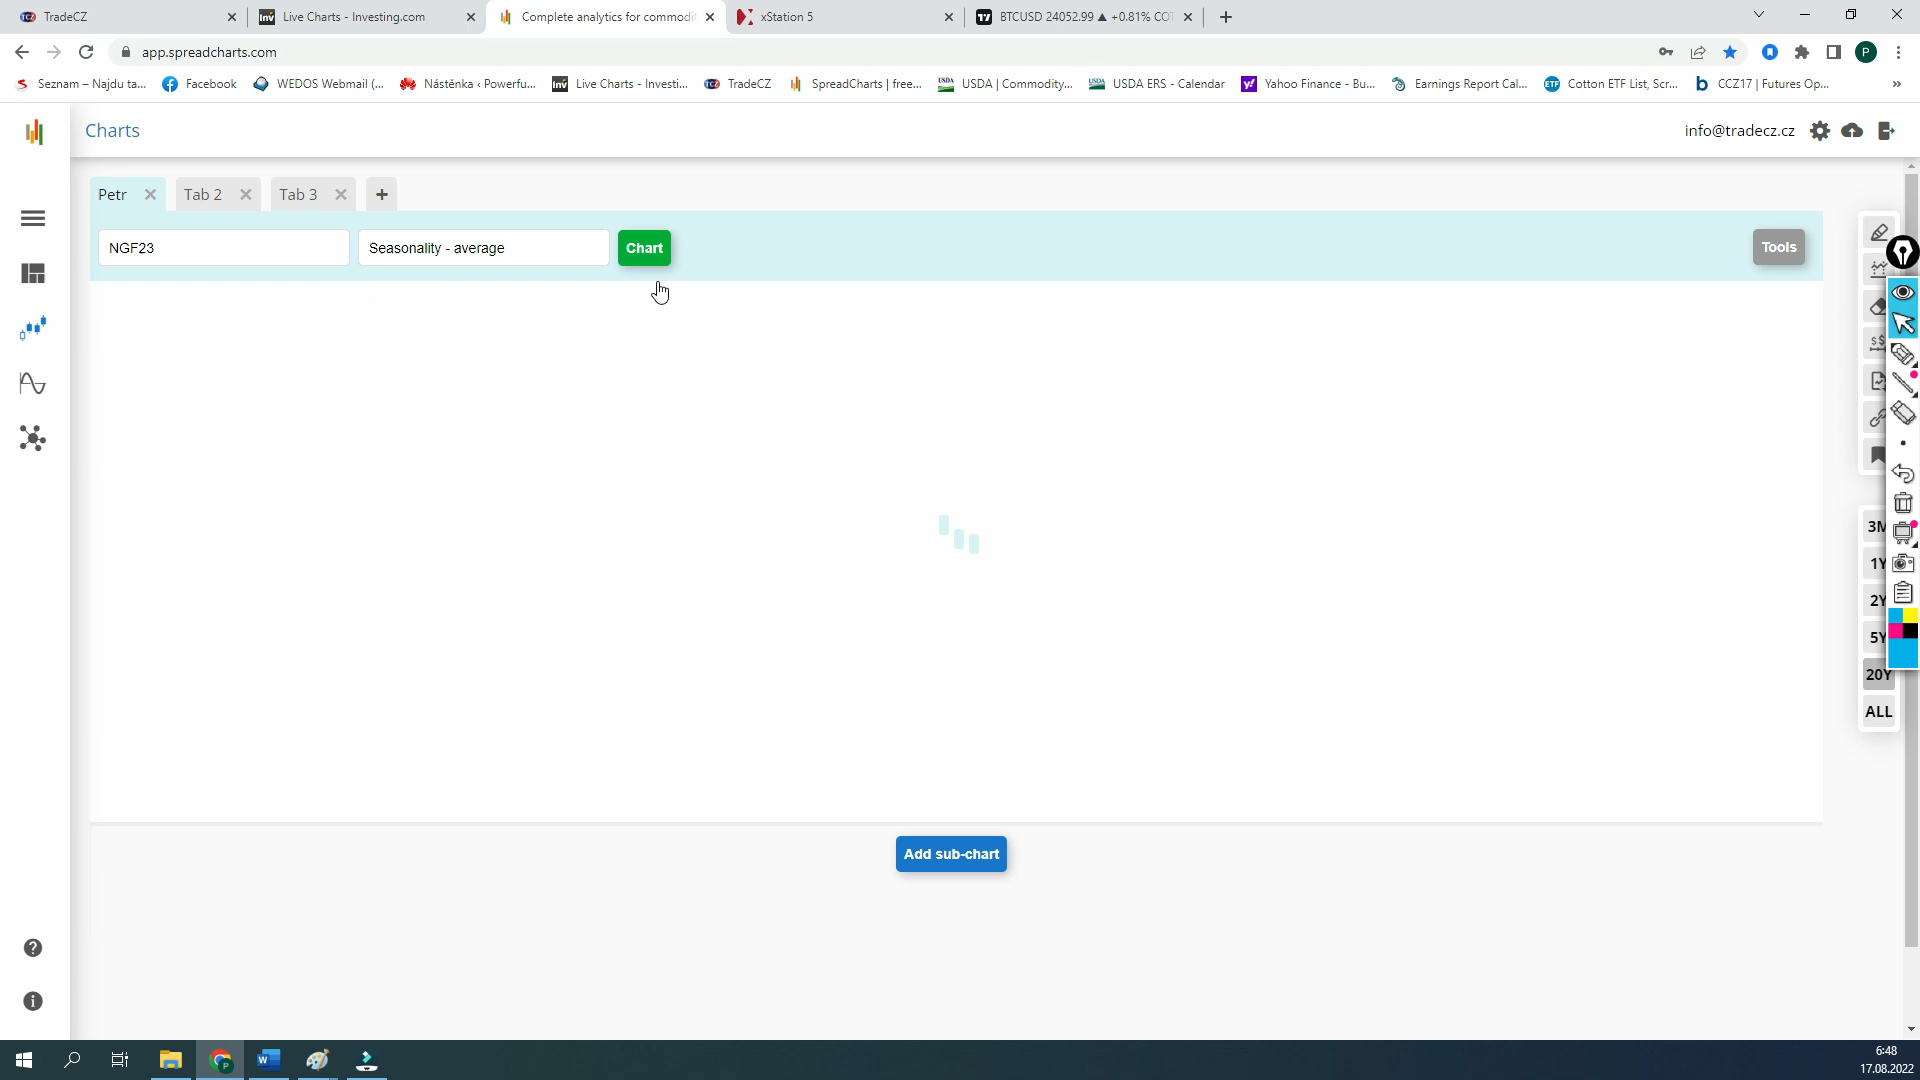 TradeCZ
Live Charts - Investing.com
Complete analytics for commodi
xStation 5
BTCUSD 24052.99 ▲ +0.81% CO
app.spreadcharts.com
Seznam – Najdu ta...
Facebook
WEDOS Webmail (...
Nástěnka ‹ Powerfu...
Live Charts - Investi...
TradeCZ
SpreadCharts | free...
USDA | Commodity...
USDA ERS - Calendar
Yahoo Finance - Bu...
Earnings Report Cal...
Cotton ETF List, Scr...
CCZ17 | Futures Op...
Charts
info@tradecz.cz
Petr
Tab 2
Tab 3
NGF23
Seasonality - average
Chart
Tools
3M
1Y
2Y
5Y
20Y
ALL
Add sub-chart
6:48
17.08.2022